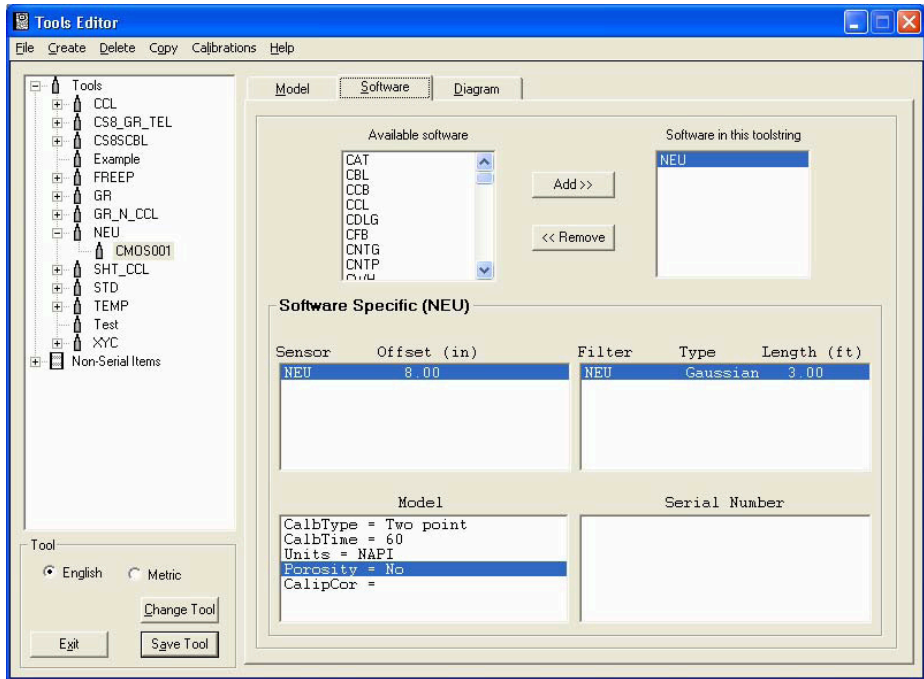 Tools Editor
File Create Delete Copy Calibrations Help
Tools
CCL
CS8_GR_TEL
CS8SCBL
Example
FREEP
GR
GR_N_CCL
NEU
CMOS001
SHT_CCL
STD
TEMP
Test
XYC
Non-Serial Items
Tool
English Metric
Change Tool
Exit Save Tool
Model Software Diagram
Available software
CAT
CBL
CCB
CCL
CDLG
CFB
CNTG
CNTP
Add >>
<< Remove
Software in this toolstring
NEU
Software Specific (NEU)
Sensor Offset (in)
NEU 8.00
Filter Type Length (ft)
NEU Gaussian 3.00
Model
CalbType = Two point
CalbTime = 60
Units = NAPI
Porosity = No
CalipCor =
Serial Number